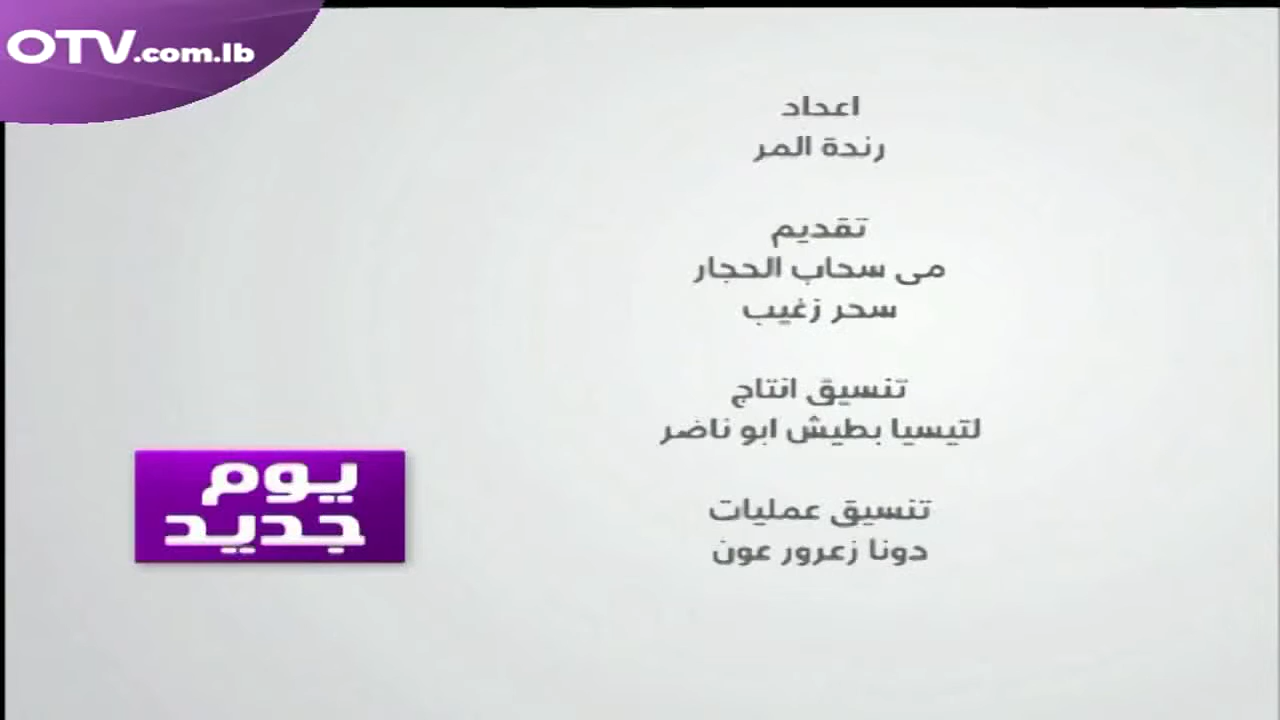 OTV.com.lb
اعداد
رندة المر
تقديم
مى سحاب الحجار
سحر زغيب
تنسيق انتاج
لتيسيا بطيش ابو ناضر
تنسيق عمليات
دونا زعرور عون
يوم
جديد